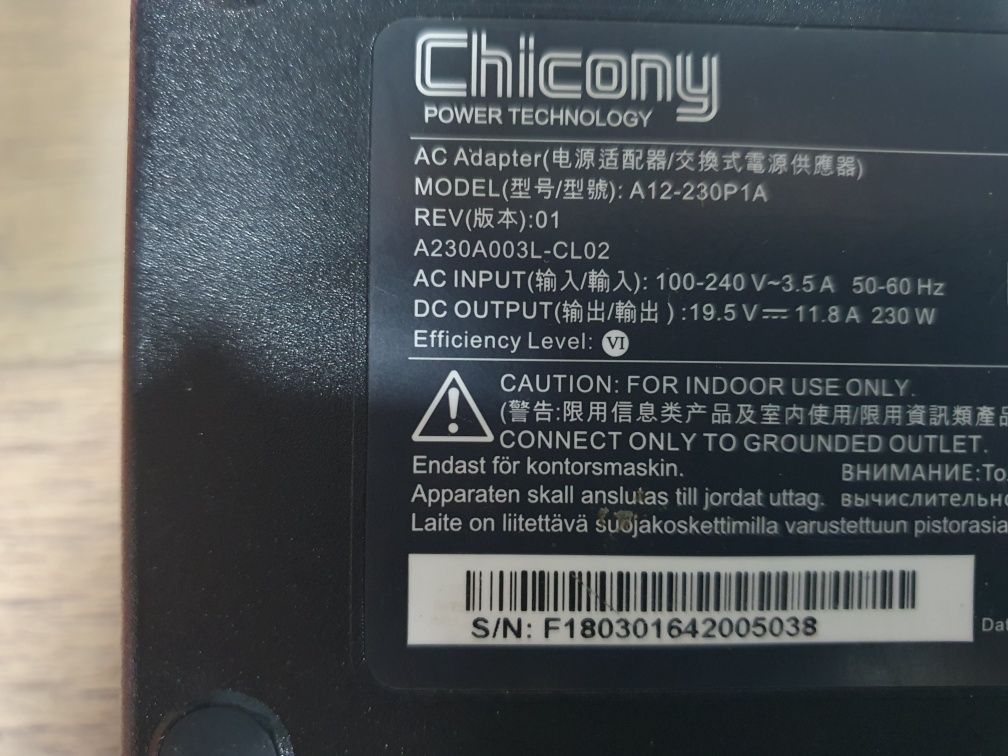 Chicony
POWER TECHNOLOGY
AC Adapter(电源适配器/交換式電源供應器)
MODEL(型号/型號): A12-230P1A
REV(版本):01
A230A003L-CL02
AC INPUT(输入/輸入): 100-240 V~3.5 A 50-60 Hz
DC OUTPUT(输出/輸出 ) :19.5 V⎓ 11.8 A 230 W
Efficiency Level: VI
CAUTION: FOR INDOOR USE ONLY.
(警告:限用信息类产品及室内使用/限用資訊類產品
CONNECT ONLY TO GROUNDED OUTLET.
Endast för kontorsmaskin. ВНИМАНИЕ:То
Apparaten skall anslutas till jordat uttag. вычислительно
Laite on liitettävä suojakoskettimilla varustettuun pistorasia
S/N: F180301642005038
Dat